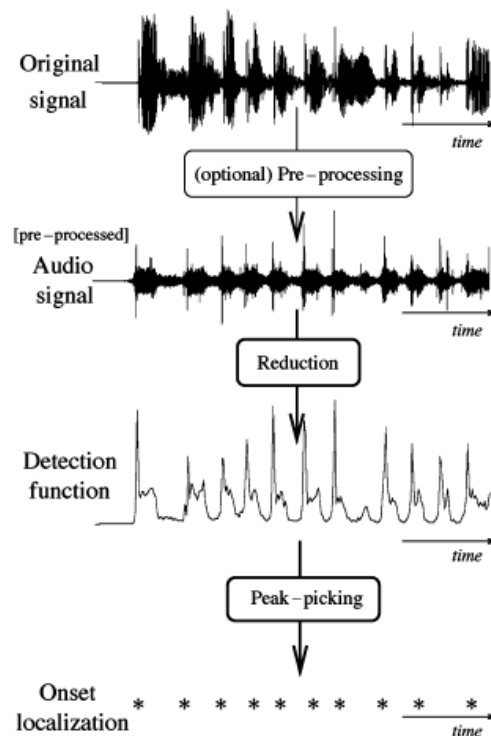 Original
signal
time
(optional) Pre-processing
[pre-processed]
Audio
signal
time
Reduction
Detection
function
time
Peak-picking
Onset
localization
* * * * * * * * * *
time